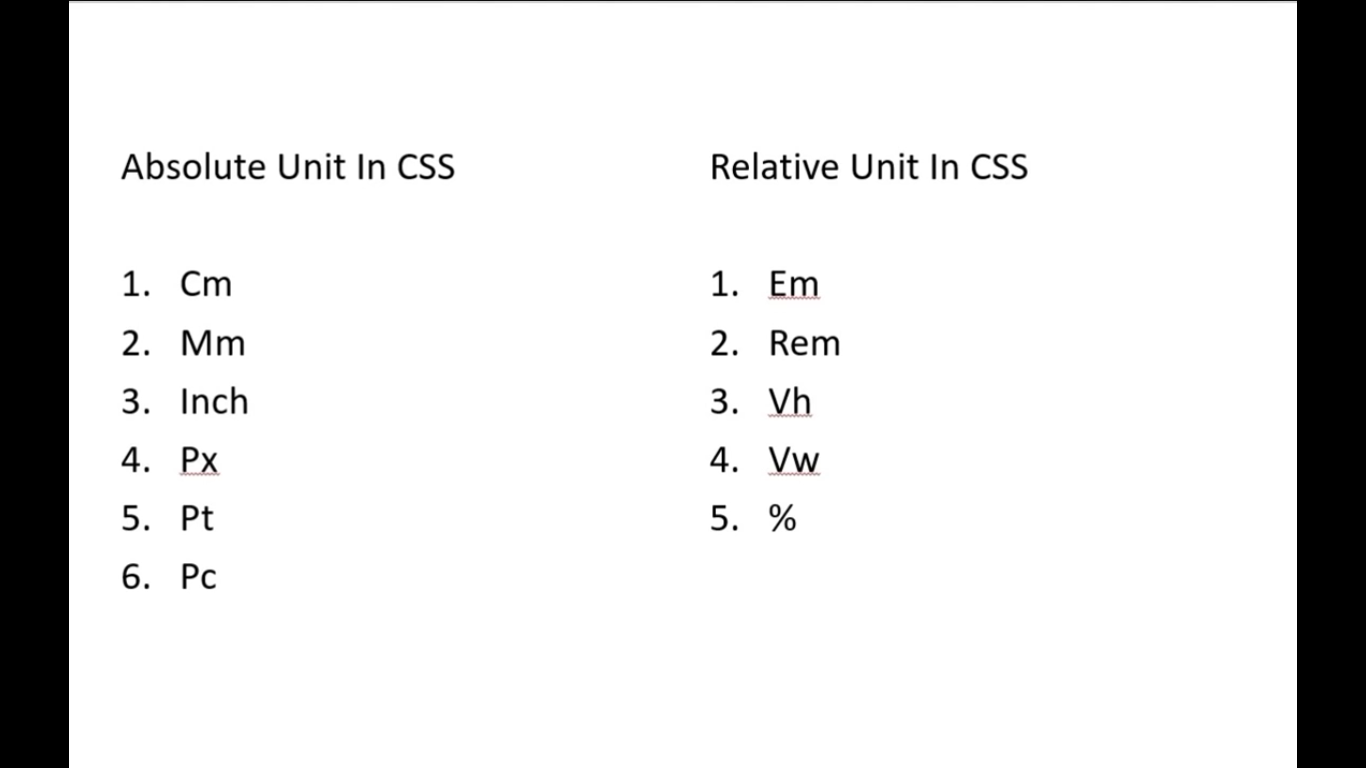 Absolute Unit In CSS
1. Cm
2. Mm
3. Inch
4. Px
5. Pt
6. Pc
Relative Unit In CSS
1. Em
2. Rem
3. Vh
4. Vw
5. %